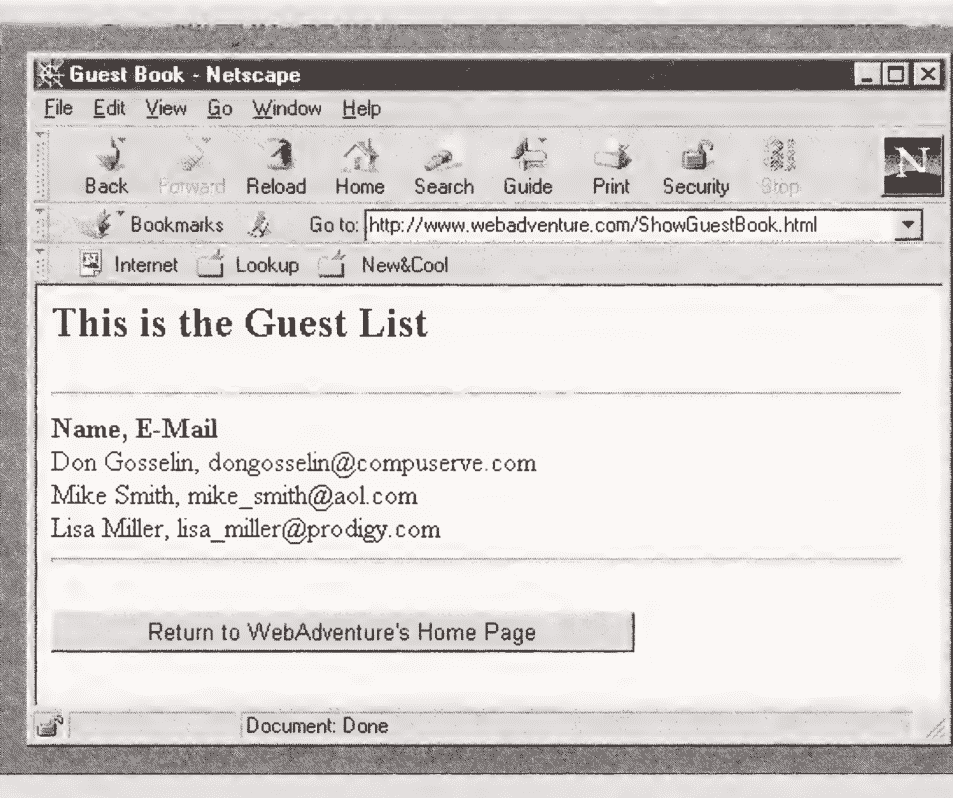 Guest Book - Netscape
File Edit View Go Window Help
N
Back Forward Reload Home Search Guide Print Security Stop
Bookmarks Go to: http://www.webadventure.com/ShowGuestBook.html
Internet Lookup New&Cool
This is the Guest List
Name, E-Mail
Don Gosselin, dongosselin@compuserve.com
Mike Smith, mike_smith@aol.com
Lisa Miller, lisa_miller@prodigy.com
Return to WebAdventure's Home Page
Document: Done